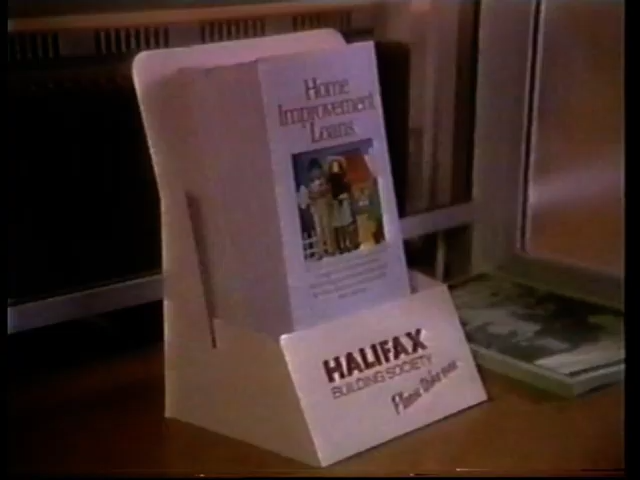 Home
Improvement
Loans
HALIFAX
BUILDING SOCIETY
Please take one